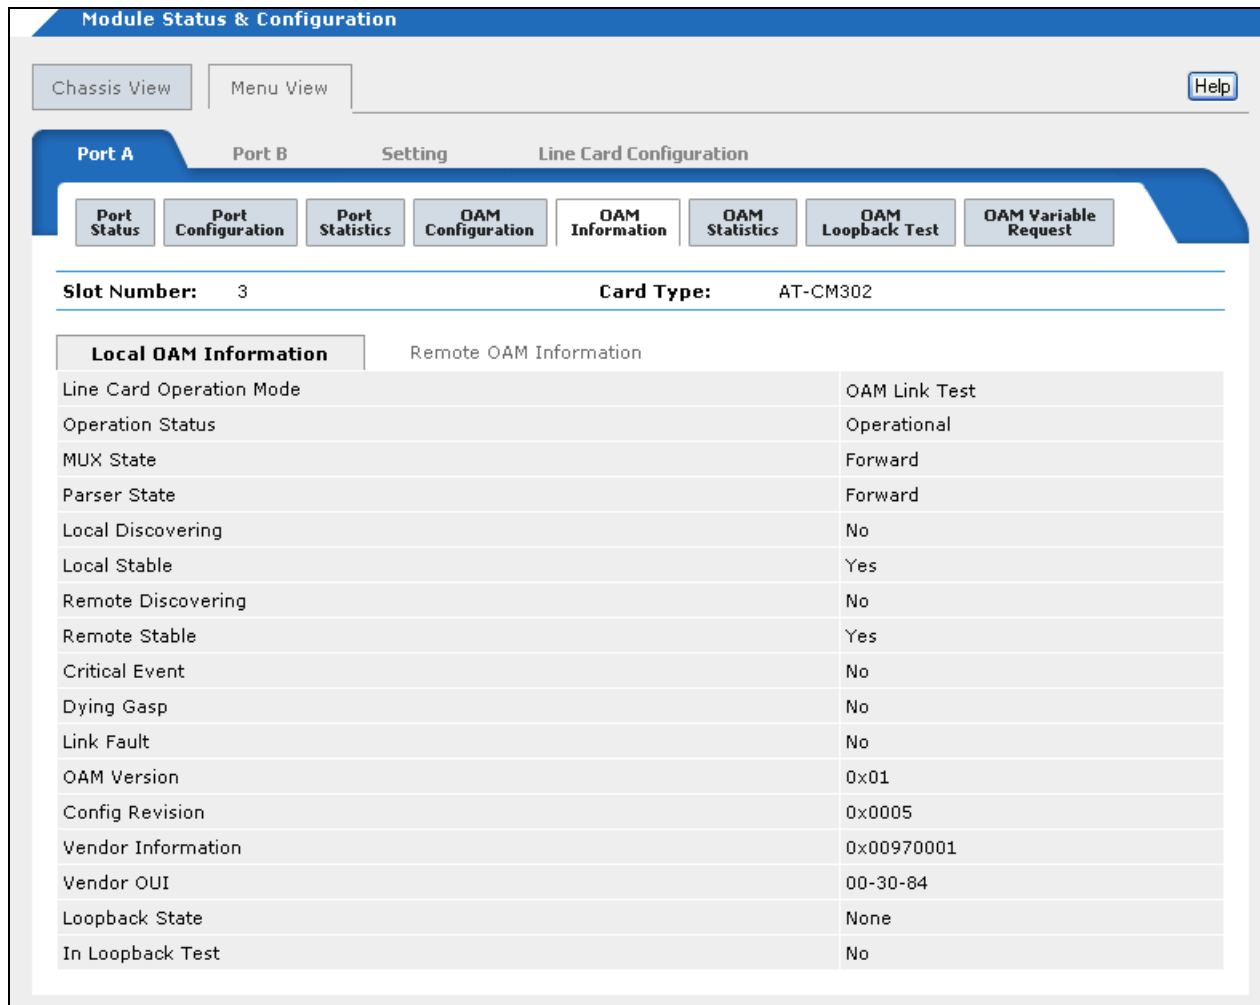 Module Status & Configuration
Chassis View Menu View Help
Port A Port B Setting Line Card Configuration
Port Status Port Configuration Port Statistics OAM Configuration OAM Information OAM Statistics OAM Loopback Test OAM Variable Request
Slot Number: 3 Card Type: AT-CM302
Local OAM Information Remote OAM Information
Line Card Operation Mode OAM Link Test
Operation Status Operational
MUX State Forward
Parser State Forward
Local Discovering No
Local Stable Yes
Remote Discovering No
Remote Stable Yes
Critical Event No
Dying Gasp No
Link Fault No
OAM Version 0x01
Config Revision 0x0005
Vendor Information 0x00970001
Vendor OUI 00-30-84
Loopback State None
In Loopback Test No